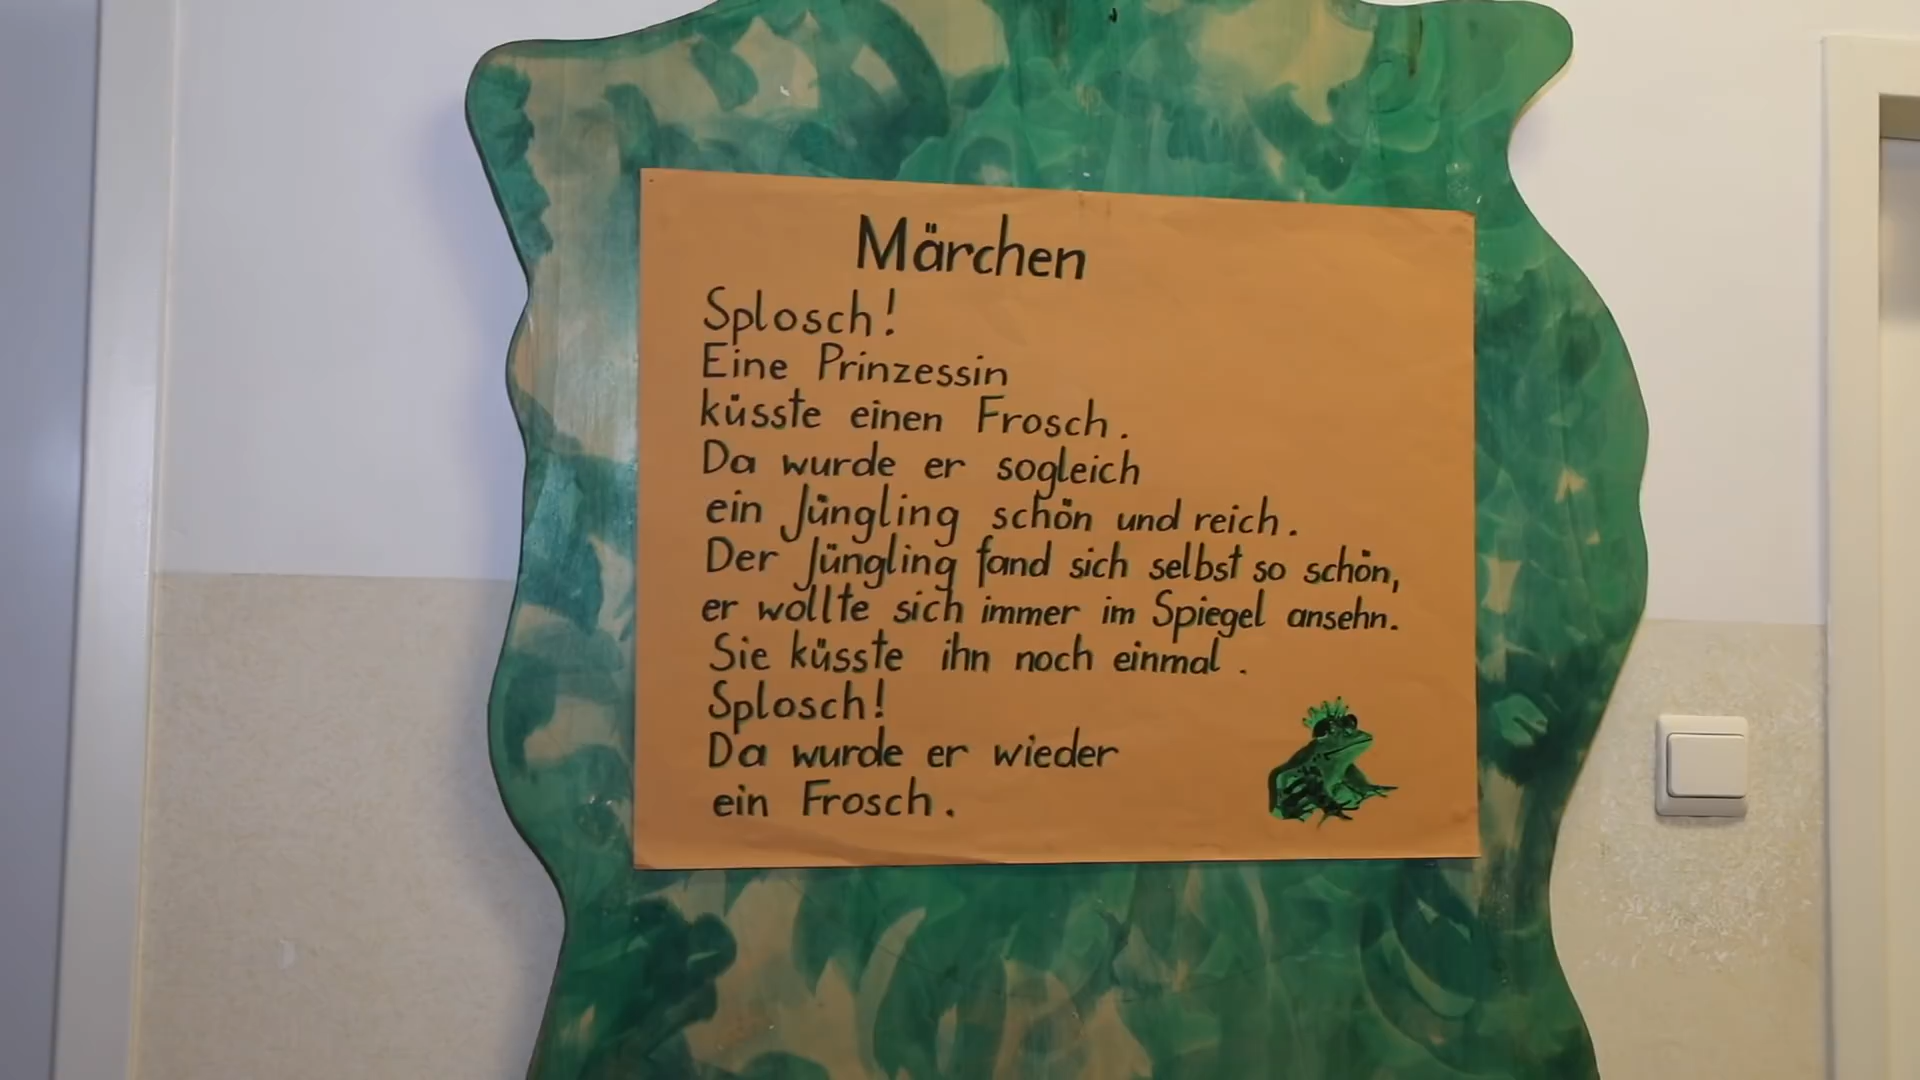 Märchen
Splosch!
Eine Prinzessin
küsste einen Frosch.
Da wurde er sogleich
ein Jüngling schön und reich.
Der Jüngling fand sich selbst so schön,
er wollte sich immer im Spiegel ansehn.
Sie küsste ihn noch einmal.
Splosch!
Da wurde er wieder
ein Frosch.